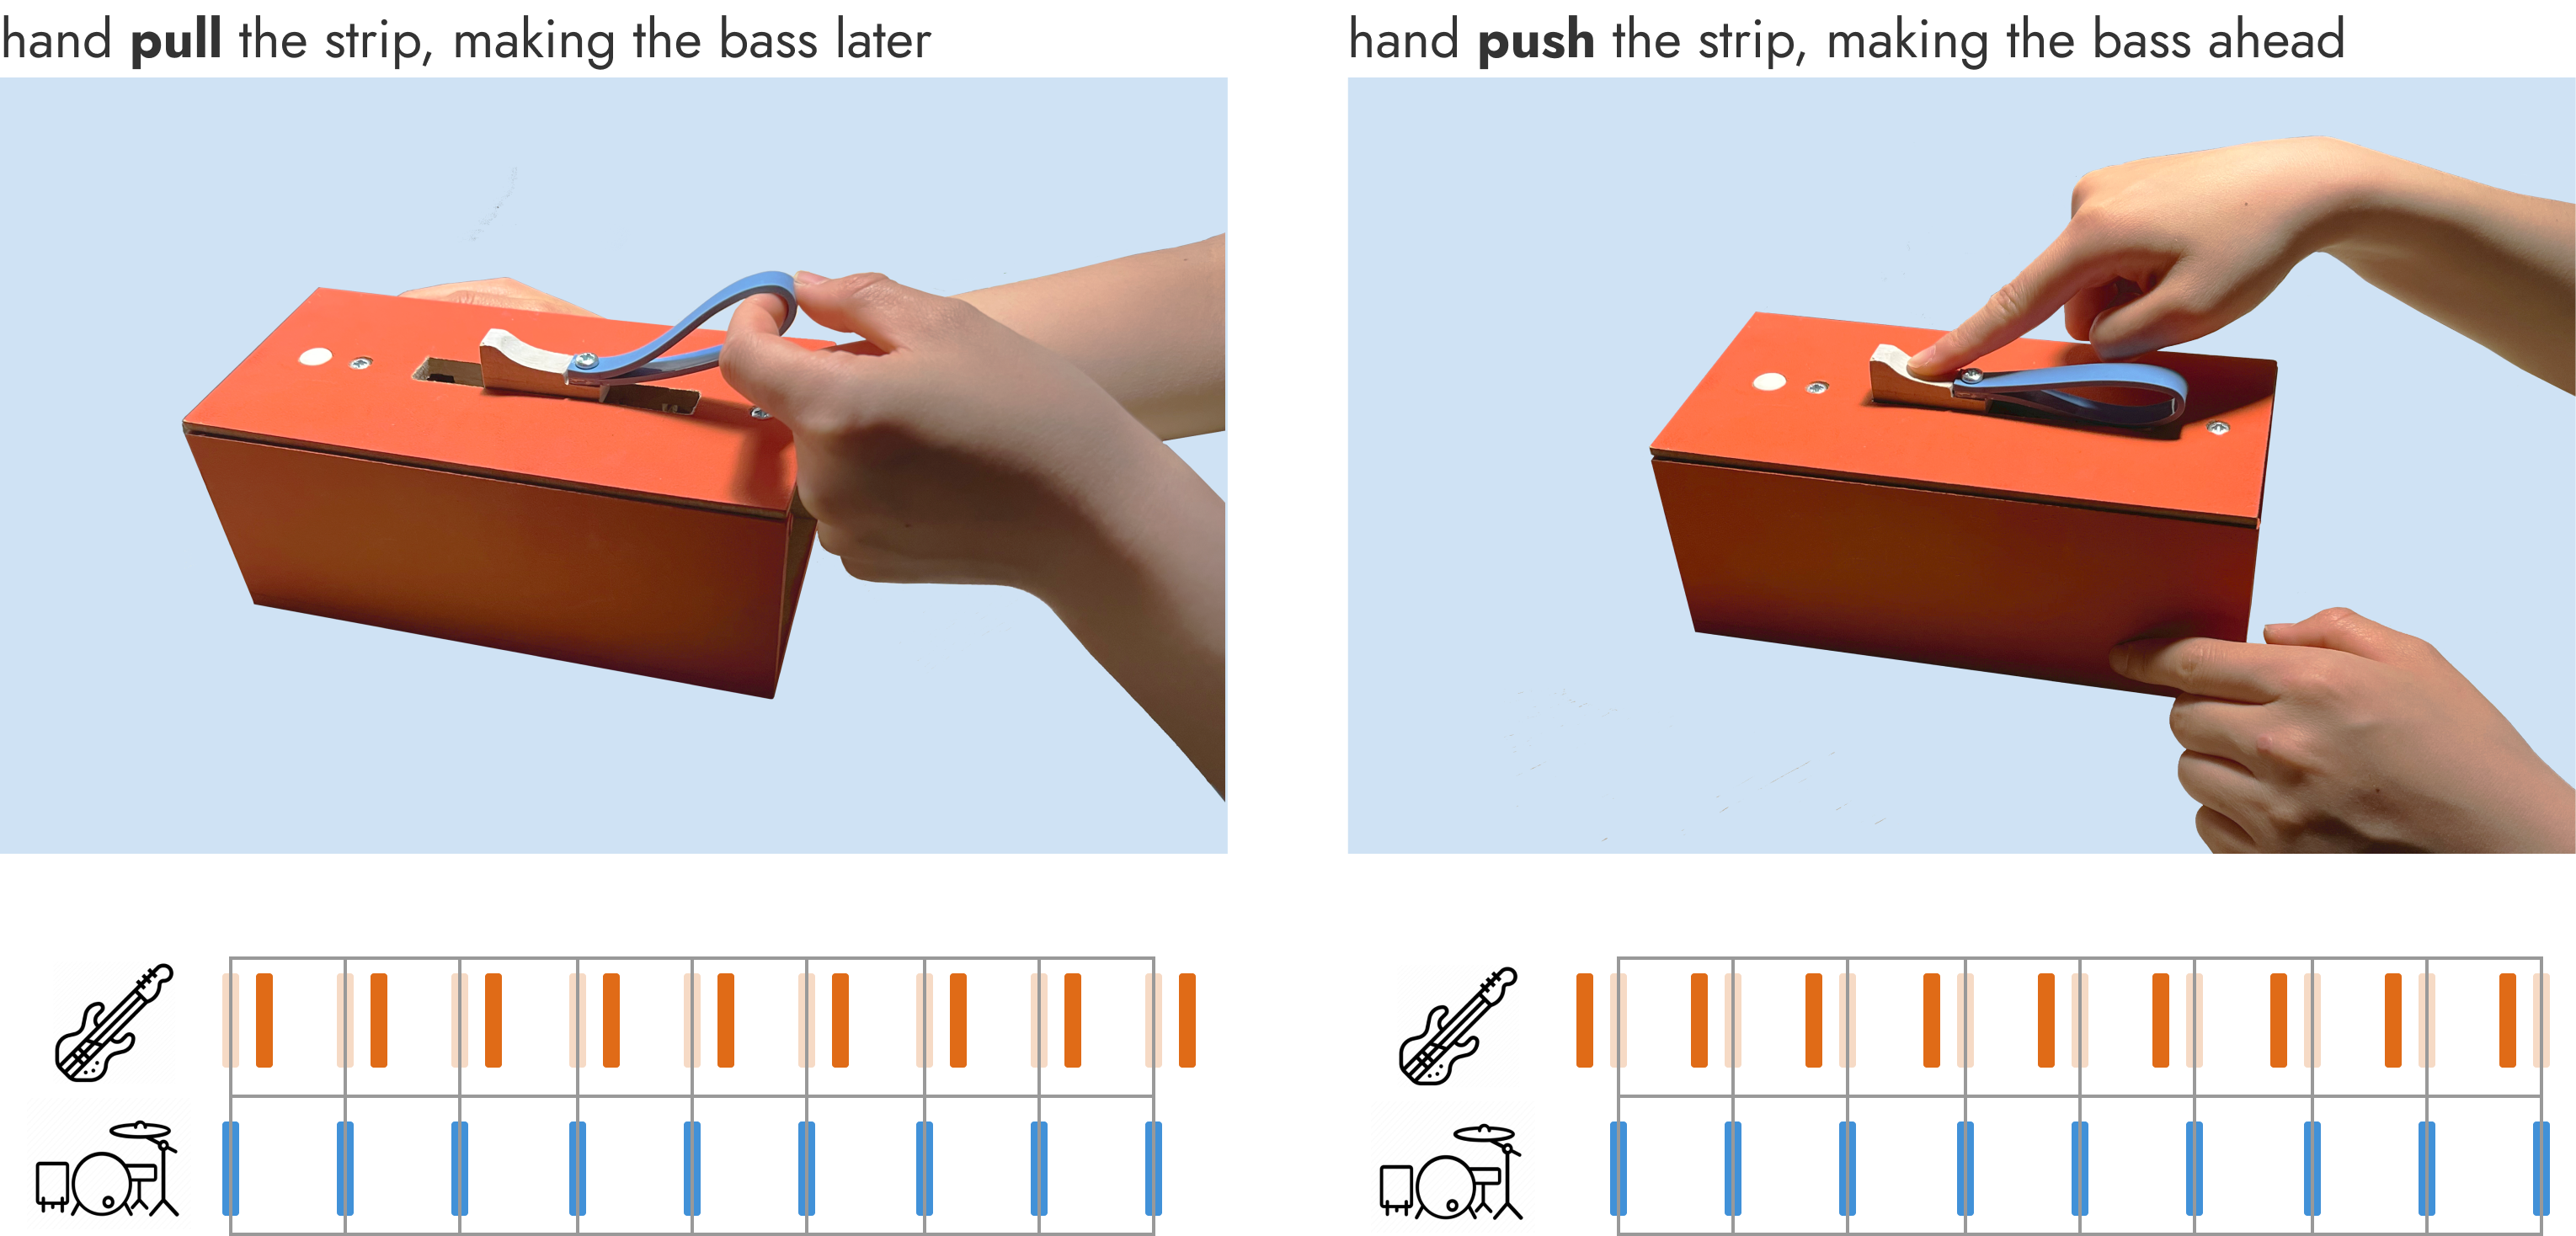 hand pull the strip, making the bass later
hand push the strip, making the bass ahead